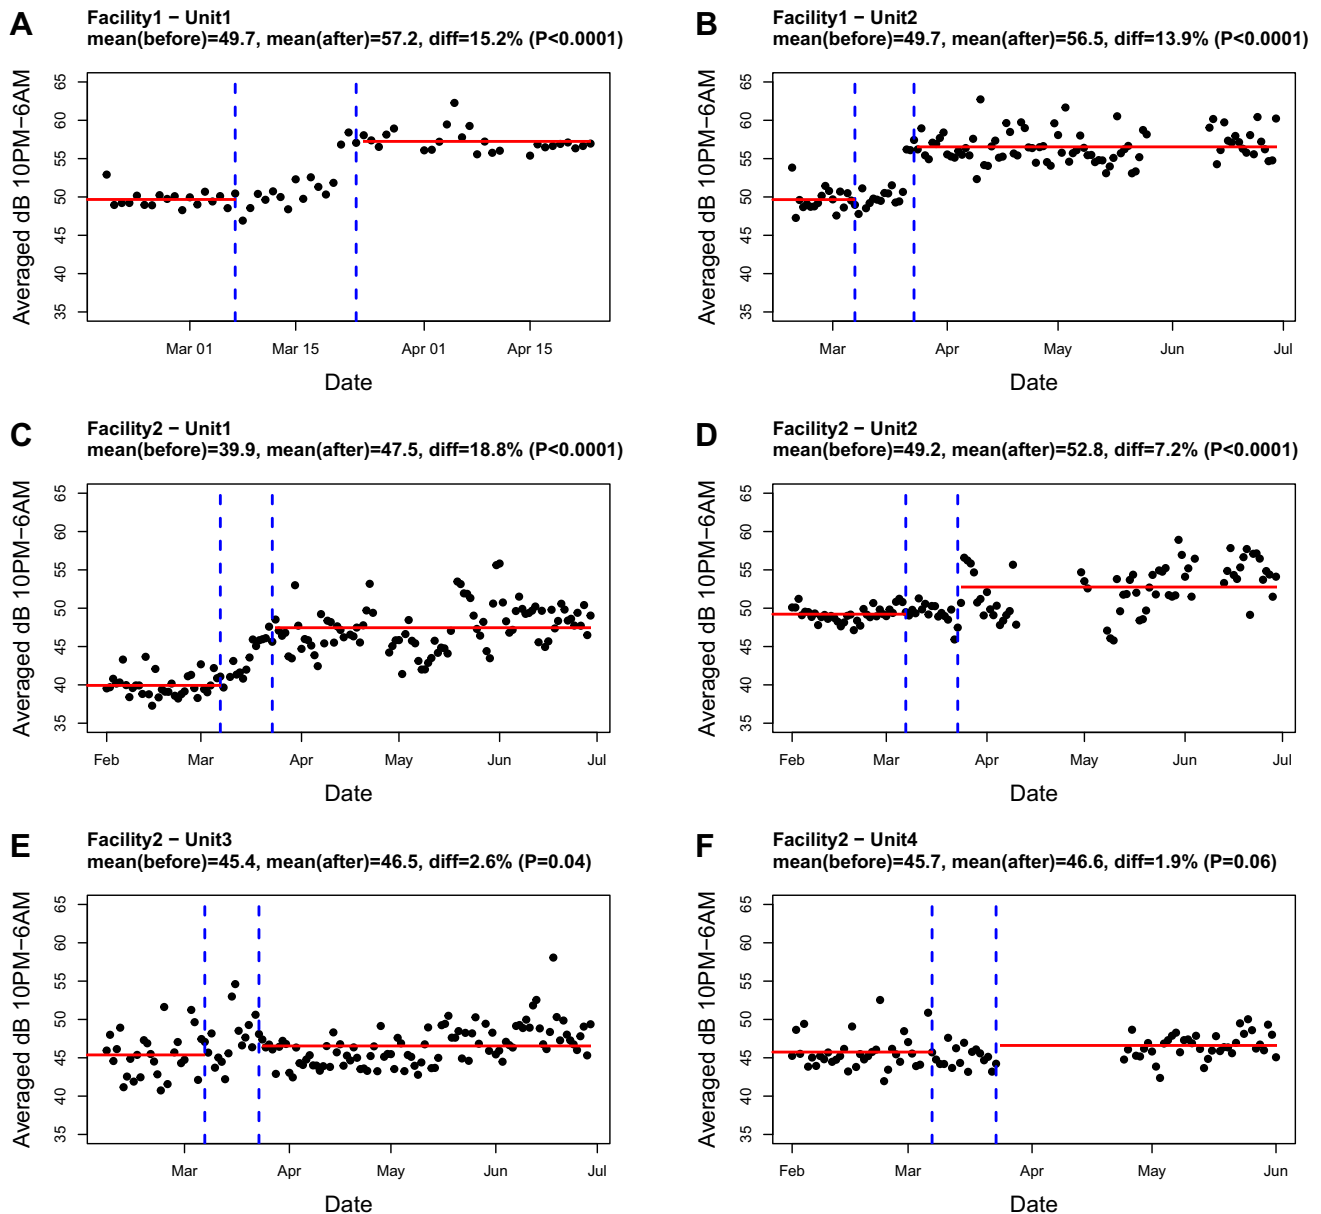 A
Facility1 − Unit1
mean(before)=49.7, mean(after)=57.2, diff=15.2% (P<0.0001)
Averaged dB 10PM−6AM
65
60
55
50
45
40
35
Mar 01 Mar 15 Apr 01 Apr 15
Date
B
Facility1 − Unit2
mean(before)=49.7, mean(after)=56.5, diff=13.9% (P<0.0001)
Averaged dB 10PM−6AM
65
60
55
50
45
40
35
Mar Apr May Jun Jul
Date
C
Facility2 − Unit1
mean(before)=39.9, mean(after)=47.5, diff=18.8% (P<0.0001)
Averaged dB 10PM−6AM
65
60
55
50
45
40
35
Feb Mar Apr May Jun Jul
Date
D
Facility2 − Unit2
mean(before)=49.2, mean(after)=52.8, diff=7.2% (P<0.0001)
Averaged dB 10PM−6AM
65
60
55
50
45
40
35
Feb Mar Apr May Jun Jul
Date
E
Facility2 − Unit3
mean(before)=45.4, mean(after)=46.5, diff=2.6% (P=0.04)
Averaged dB 10PM−6AM
65
60
55
50
45
40
35
Mar Apr May Jun Jul
Date
F
Facility2 − Unit4
mean(before)=45.7, mean(after)=46.6, diff=1.9% (P=0.06)
Averaged dB 10PM−6AM
65
60
55
50
45
40
35
Feb Mar Apr May Jun
Date